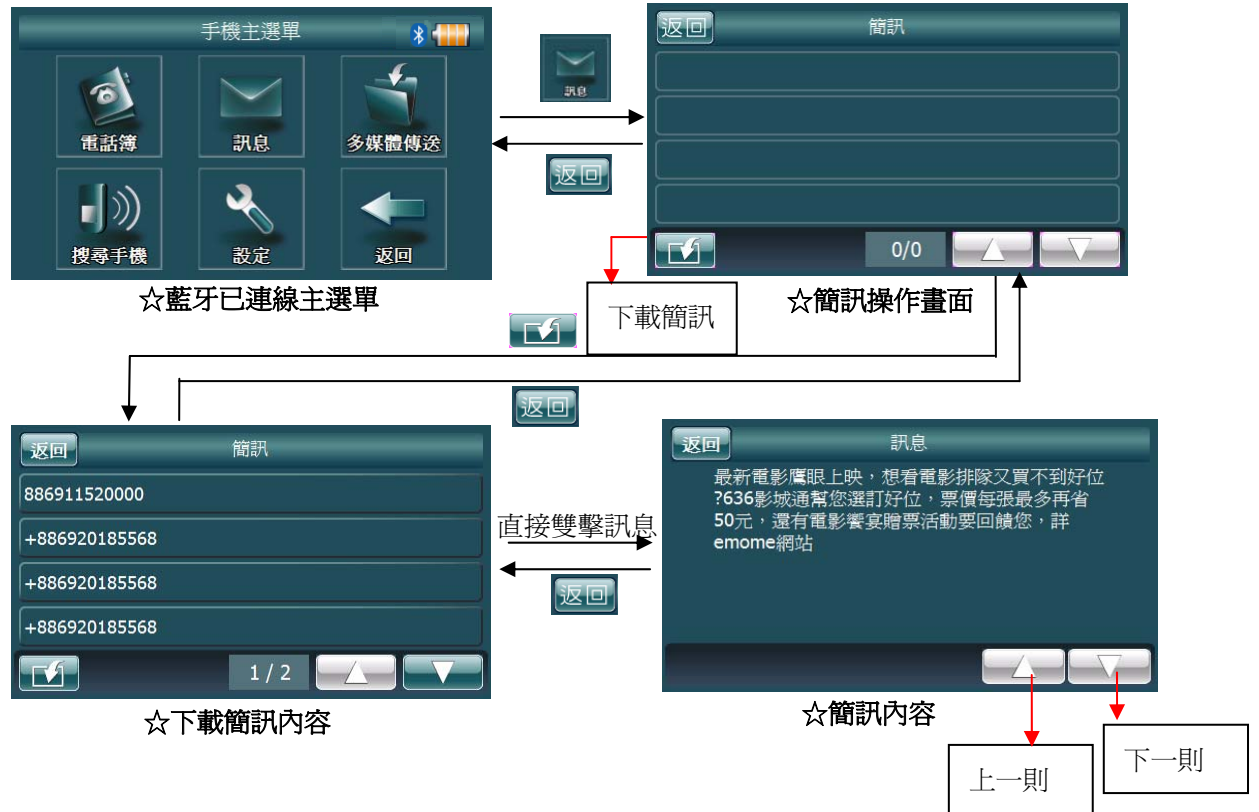 手機主選單
電話簿
訊息
多媒體傳送
搜尋手機
設定
返回
☆藍牙已連線主選單
訊息
返回
返回
簡訊
0/0
下載簡訊
☆簡訊操作畫面
返回
返回
簡訊
886911520000
+886920185568
+886920185568
+886920185568
1 / 2
☆下載簡訊內容
直接雙擊訊息
返回
返回
訊息
最新電影鷹眼上映，想看電影排隊又買不到好位
?636影城通幫您選訂好位，票價每張最多再省
50元，還有電影饗宴贈票活動要回饋您，詳
emome網站
☆簡訊內容
上一則
下一則